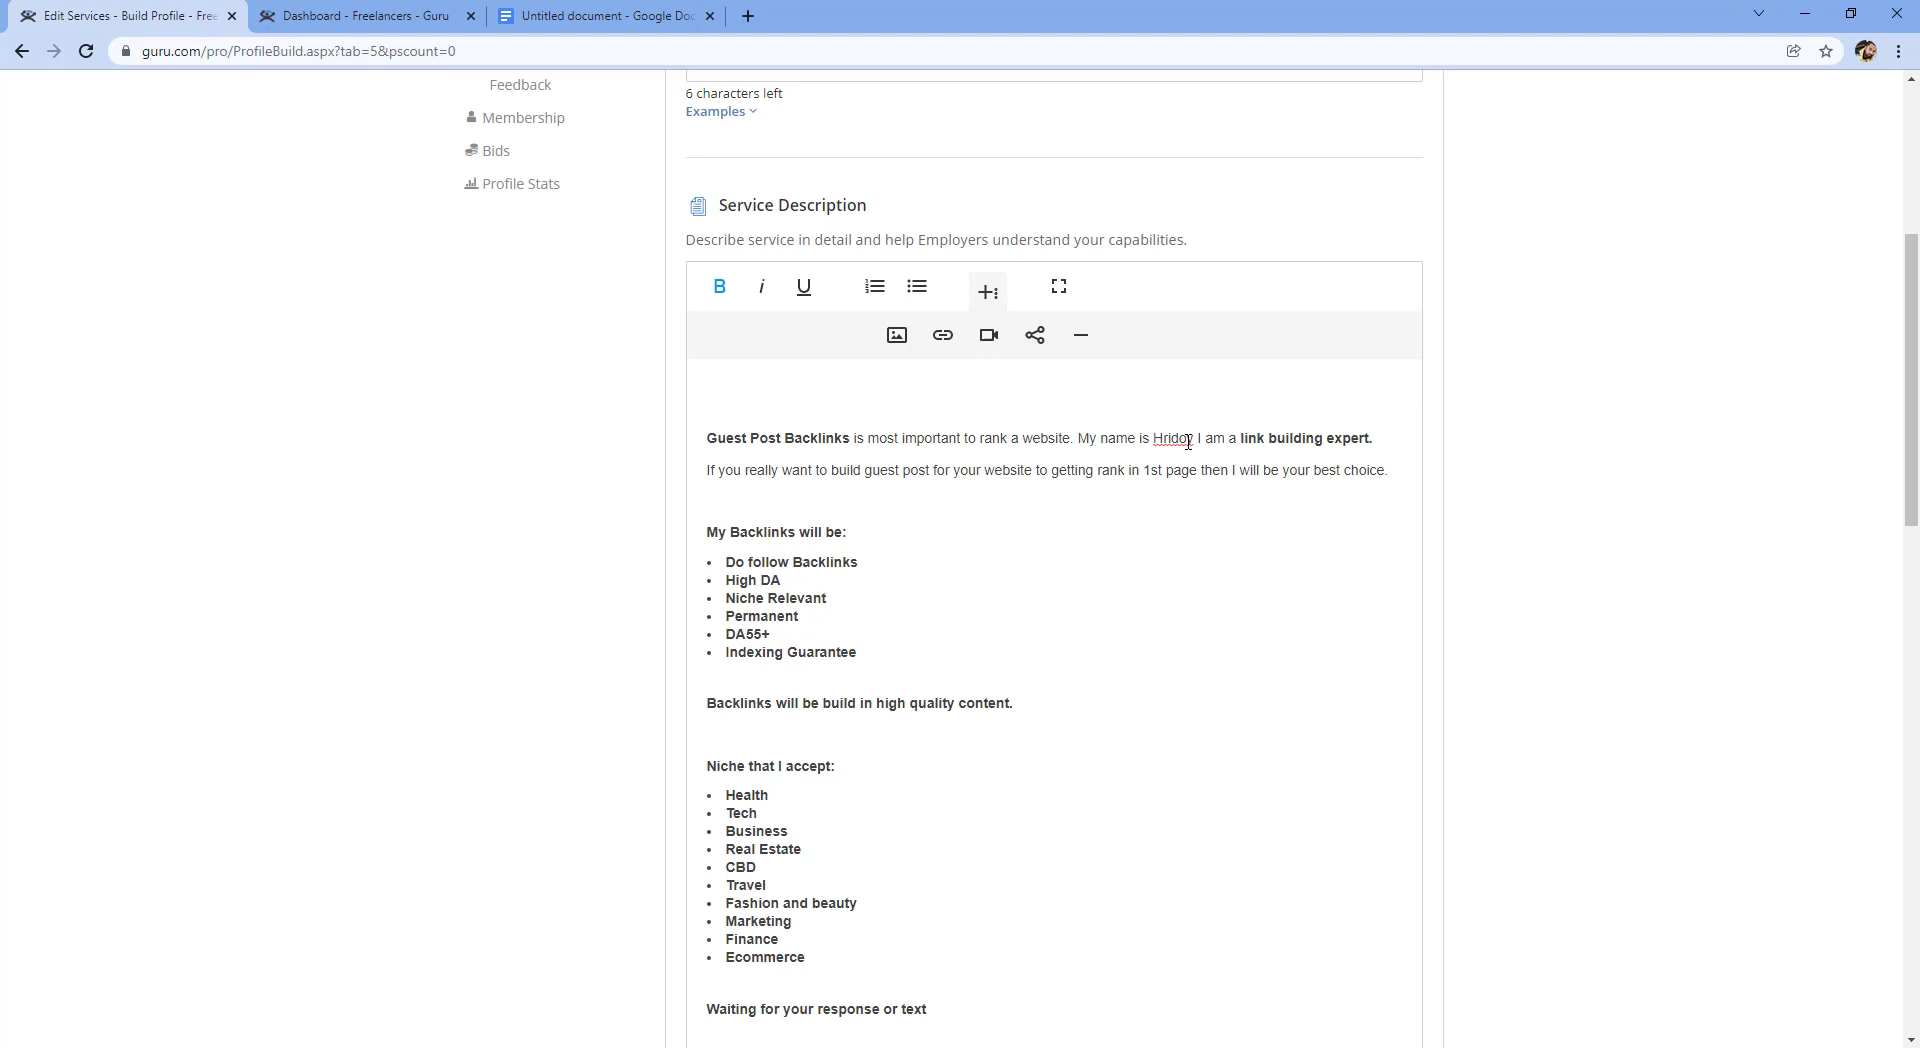 Edit Services - Build Profile - Free
Dashboard - Freelancers - Guru
Untitled document - Google Doc
guru.com/pro/ProfileBuild.aspx?tab=5&pscount=0
Feedback
Membership
Bids
Profile Stats
6 characters left
Examples
Service Description
Describe service in detail and help Employers understand your capabilities.
B i U
Guest Post Backlinks is most important to rank a website. My name is Hridoy I am a link building expert.
If you really want to build guest post for your website to getting rank in 1st page then I will be your best choice.
My Backlinks will be:
• Do follow Backlinks
• High DA
• Niche Relevant
• Permanent
• DA55+
• Indexing Guarantee
Backlinks will be build in high quality content.
Niche that I accept:
• Health
• Tech
• Business
• Real Estate
• CBD
• Travel
• Fashion and beauty
• Marketing
• Finance
• Ecommerce
Waiting for your response or text